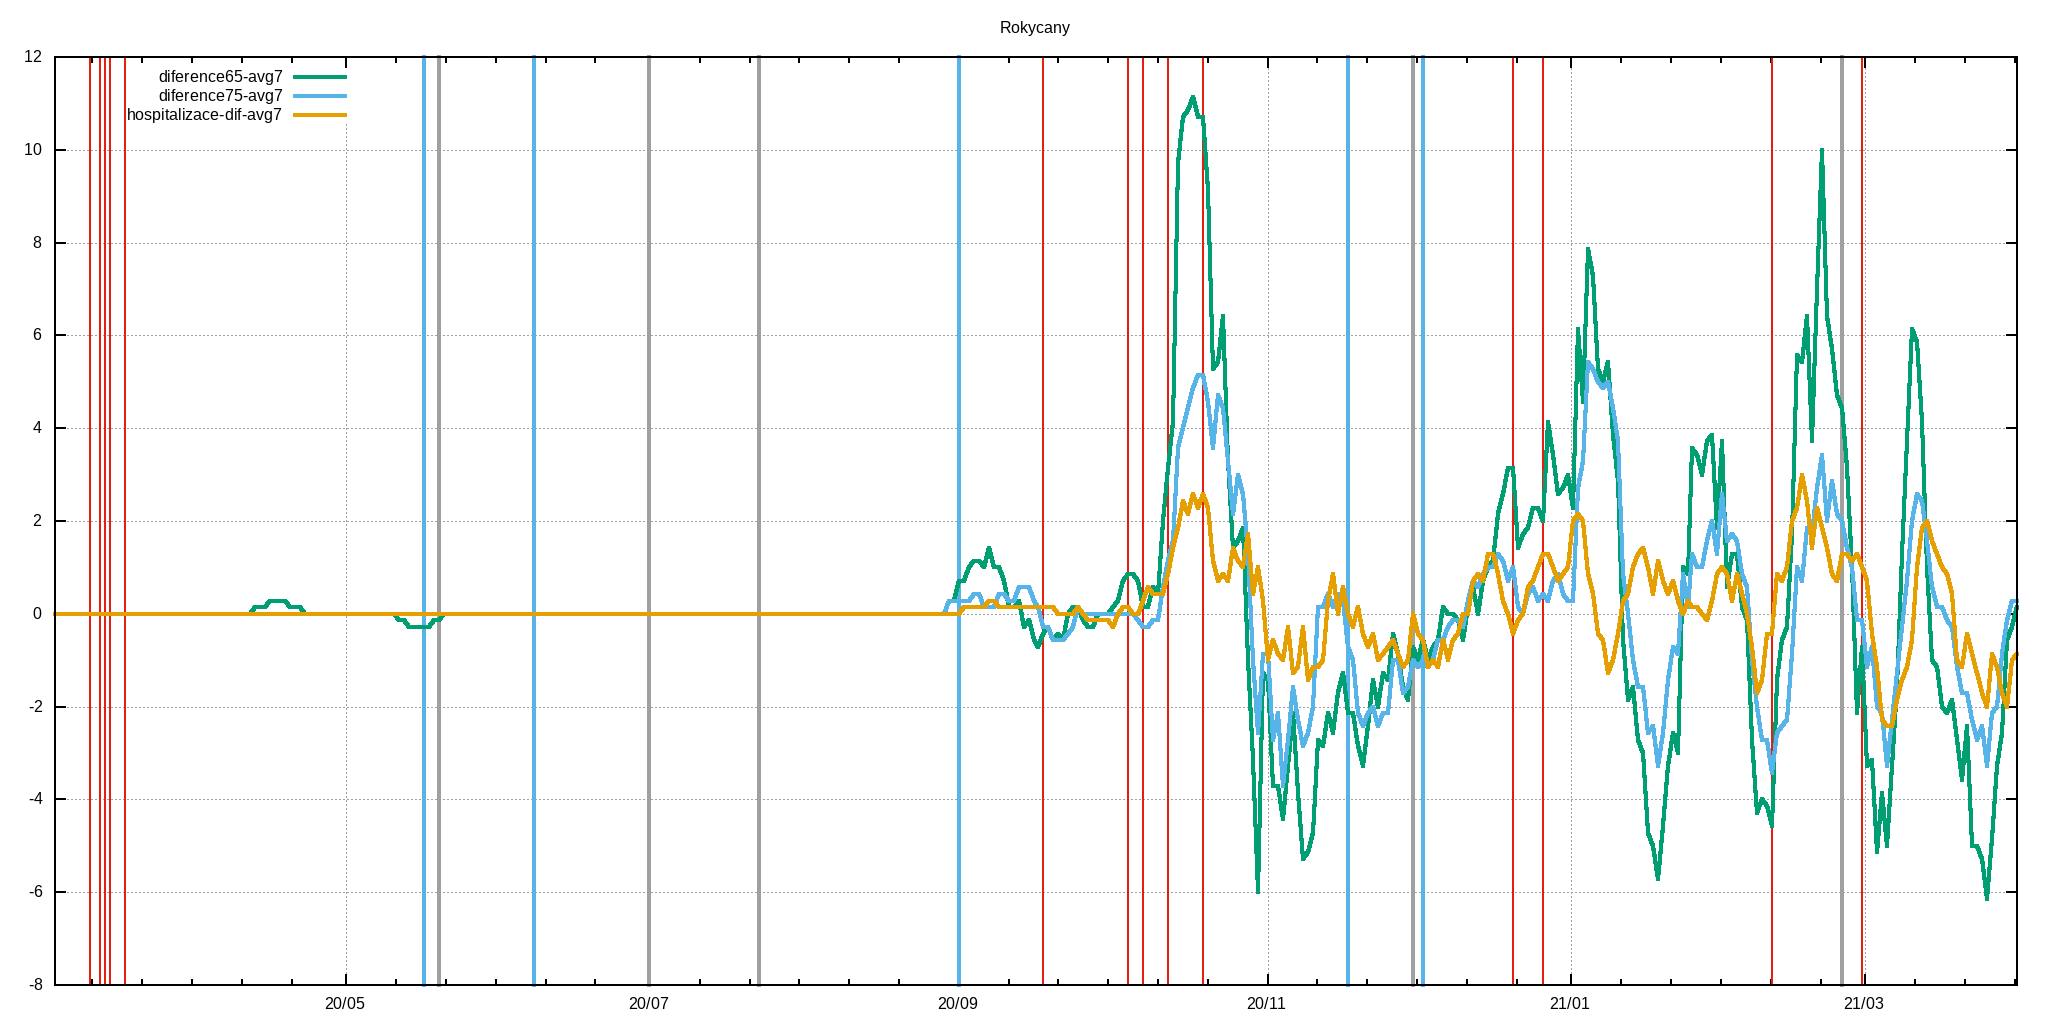 Rokycany
12
diference65-avg7
diference75-avg7
hospitalizace-dif-avg7
10
8
6
4
2
0
-2
-4
-6
-8
20/05 20/07 20/09 20/11 21/01 21/03